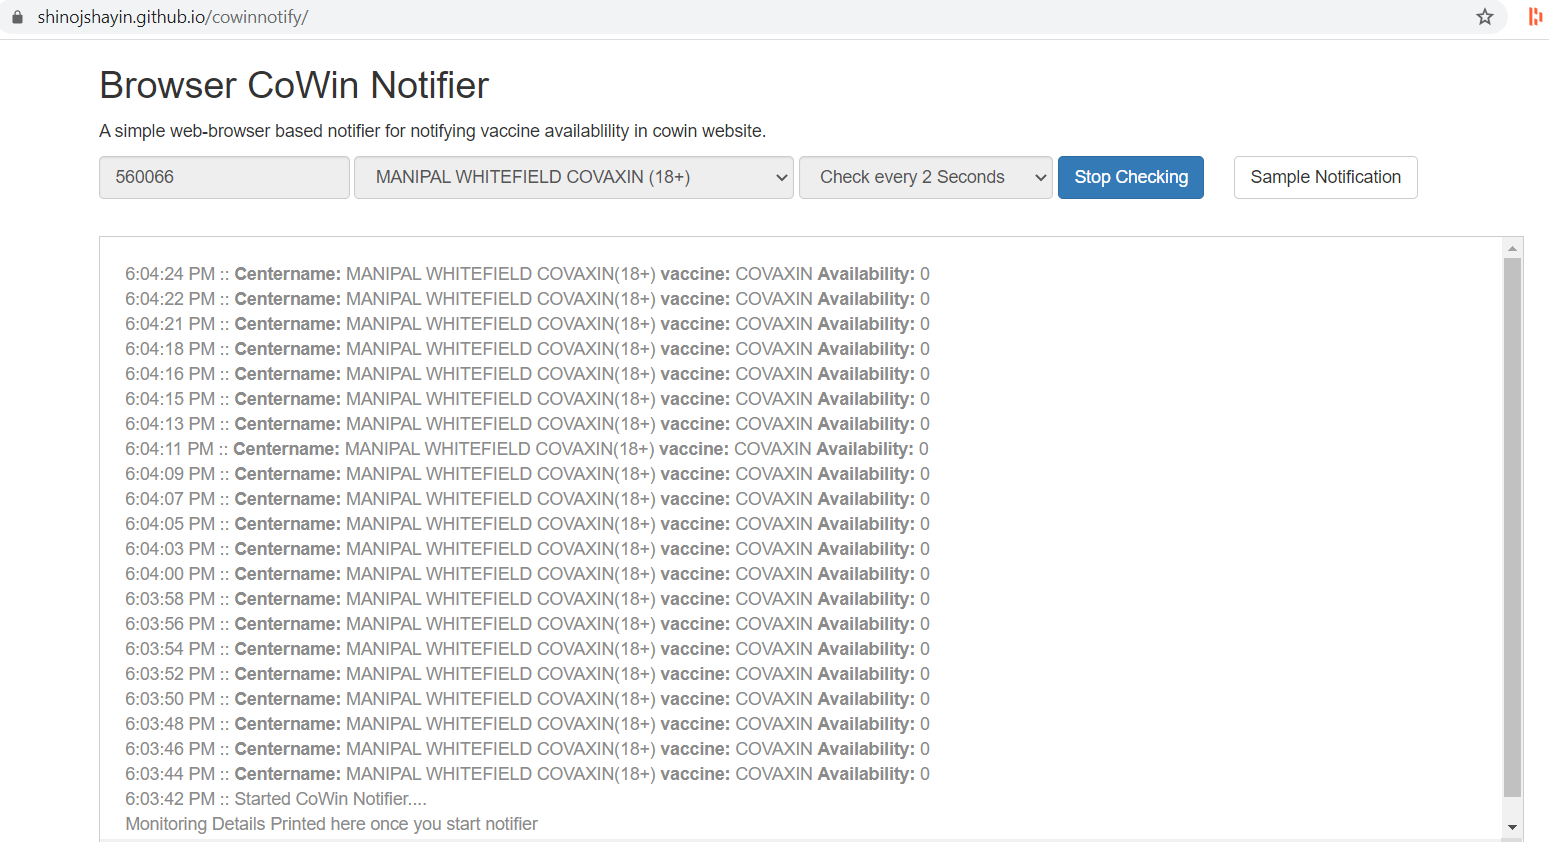 shinojshayin.github.io/cowinnotify/
Browser CoWin Notifier
A simple web-browser based notifier for notifying vaccine availablility in cowin website.
560066 MANIPAL WHITEFIELD COVAXIN (18+) Check every 2 Seconds Stop Checking Sample Notification
6:04:24 PM :: Centername: MANIPAL WHITEFIELD COVAXIN(18+) vaccine: COVAXIN Availability: 0
6:04:22 PM :: Centername: MANIPAL WHITEFIELD COVAXIN(18+) vaccine: COVAXIN Availability: 0
6:04:21 PM :: Centername: MANIPAL WHITEFIELD COVAXIN(18+) vaccine: COVAXIN Availability: 0
6:04:18 PM :: Centername: MANIPAL WHITEFIELD COVAXIN(18+) vaccine: COVAXIN Availability: 0
6:04:16 PM :: Centername: MANIPAL WHITEFIELD COVAXIN(18+) vaccine: COVAXIN Availability: 0
6:04:15 PM :: Centername: MANIPAL WHITEFIELD COVAXIN(18+) vaccine: COVAXIN Availability: 0
6:04:13 PM :: Centername: MANIPAL WHITEFIELD COVAXIN(18+) vaccine: COVAXIN Availability: 0
6:04:11 PM :: Centername: MANIPAL WHITEFIELD COVAXIN(18+) vaccine: COVAXIN Availability: 0
6:04:09 PM :: Centername: MANIPAL WHITEFIELD COVAXIN(18+) vaccine: COVAXIN Availability: 0
6:04:07 PM :: Centername: MANIPAL WHITEFIELD COVAXIN(18+) vaccine: COVAXIN Availability: 0
6:04:05 PM :: Centername: MANIPAL WHITEFIELD COVAXIN(18+) vaccine: COVAXIN Availability: 0
6:04:03 PM :: Centername: MANIPAL WHITEFIELD COVAXIN(18+) vaccine: COVAXIN Availability: 0
6:04:00 PM :: Centername: MANIPAL WHITEFIELD COVAXIN(18+) vaccine: COVAXIN Availability: 0
6:03:58 PM :: Centername: MANIPAL WHITEFIELD COVAXIN(18+) vaccine: COVAXIN Availability: 0
6:03:56 PM :: Centername: MANIPAL WHITEFIELD COVAXIN(18+) vaccine: COVAXIN Availability: 0
6:03:54 PM :: Centername: MANIPAL WHITEFIELD COVAXIN(18+) vaccine: COVAXIN Availability: 0
6:03:52 PM :: Centername: MANIPAL WHITEFIELD COVAXIN(18+) vaccine: COVAXIN Availability: 0
6:03:50 PM :: Centername: MANIPAL WHITEFIELD COVAXIN(18+) vaccine: COVAXIN Availability: 0
6:03:48 PM :: Centername: MANIPAL WHITEFIELD COVAXIN(18+) vaccine: COVAXIN Availability: 0
6:03:46 PM :: Centername: MANIPAL WHITEFIELD COVAXIN(18+) vaccine: COVAXIN Availability: 0
6:03:44 PM :: Centername: MANIPAL WHITEFIELD COVAXIN(18+) vaccine: COVAXIN Availability: 0
6:03:42 PM :: Started CoWin Notifier....
Monitoring Details Printed here once you start notifier